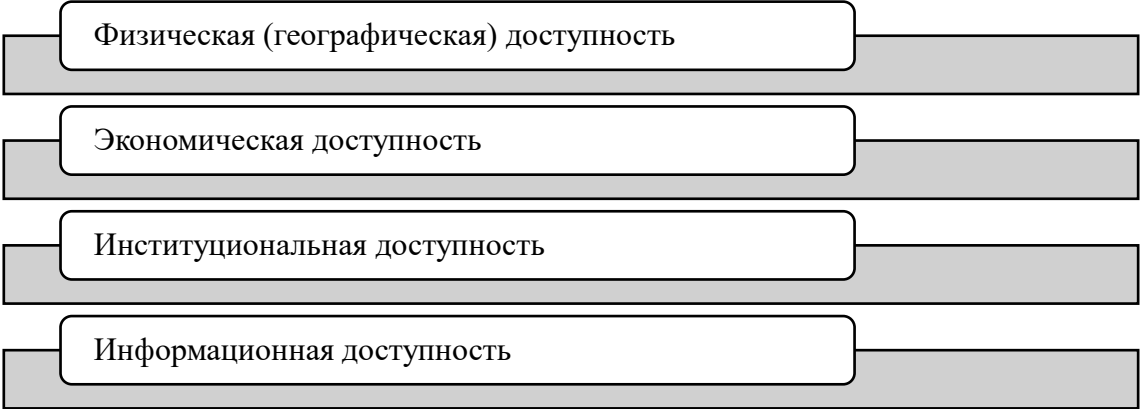 Физическая (географическая) доступность
Экономическая доступность
Институциональная доступность
Информационная доступность